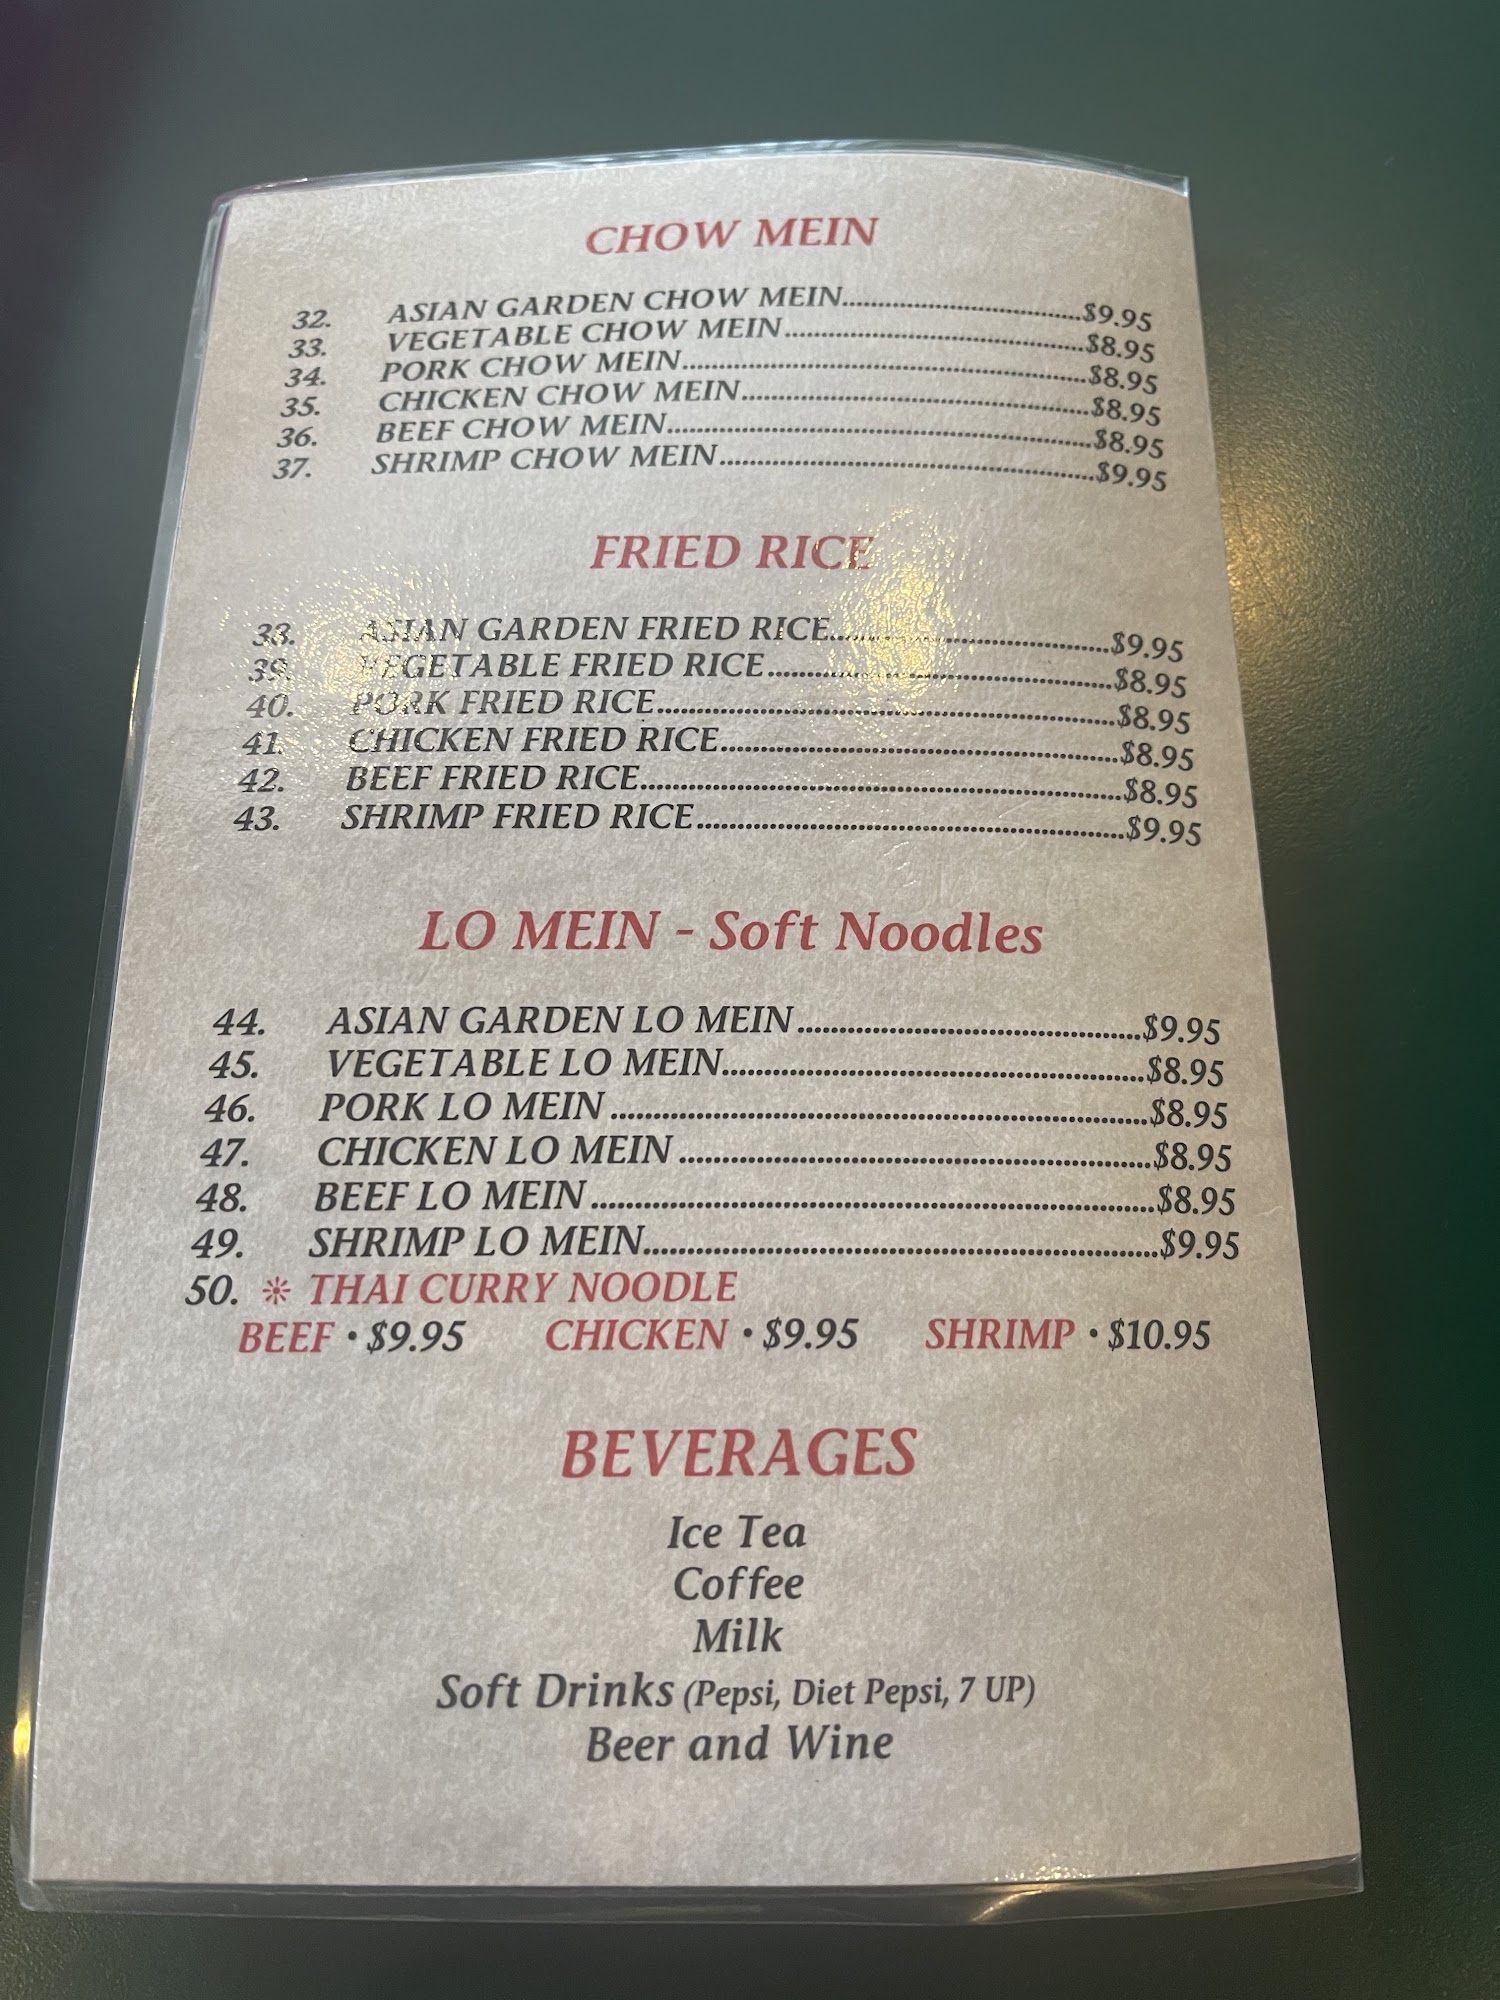 CHOW MEIN
32. ASIAN GARDEN CHOW MEIN....................$9.95
33. VEGETABLE CHOW MEIN....................$8.95
34. PORK CHOW MEIN....................$8.95
35. CHICKEN CHOW MEIN....................$8.95
36. BEEF CHOW MEIN....................$8.95
37. SHRIMP CHOW MEIN....................$9.95
FRIED RICE
38. ASIAN GARDEN FRIED RICE....................$9.95
39. VEGETABLE FRIED RICE....................$8.95
40. PORK FRIED RICE....................$8.95
41. CHICKEN FRIED RICE....................$8.95
42. BEEF FRIED RICE....................$8.95
43. SHRIMP FRIED RICE....................$9.95
LO MEIN - Soft Noodles
44. ASIAN GARDEN LO MEIN....................$9.95
45. VEGETABLE LO MEIN....................$8.95
46. PORK LO MEIN....................$8.95
47. CHICKEN LO MEIN....................$8.95
48. BEEF LO MEIN....................$8.95
49. SHRIMP LO MEIN....................$9.95
50. ❊ THAI CURRY NOODLE
BEEF • $9.95 CHICKEN • $9.95 SHRIMP • $10.95
BEVERAGES
Ice Tea
Coffee
Milk
Soft Drinks (Pepsi, Diet Pepsi, 7 UP)
Beer and Wine